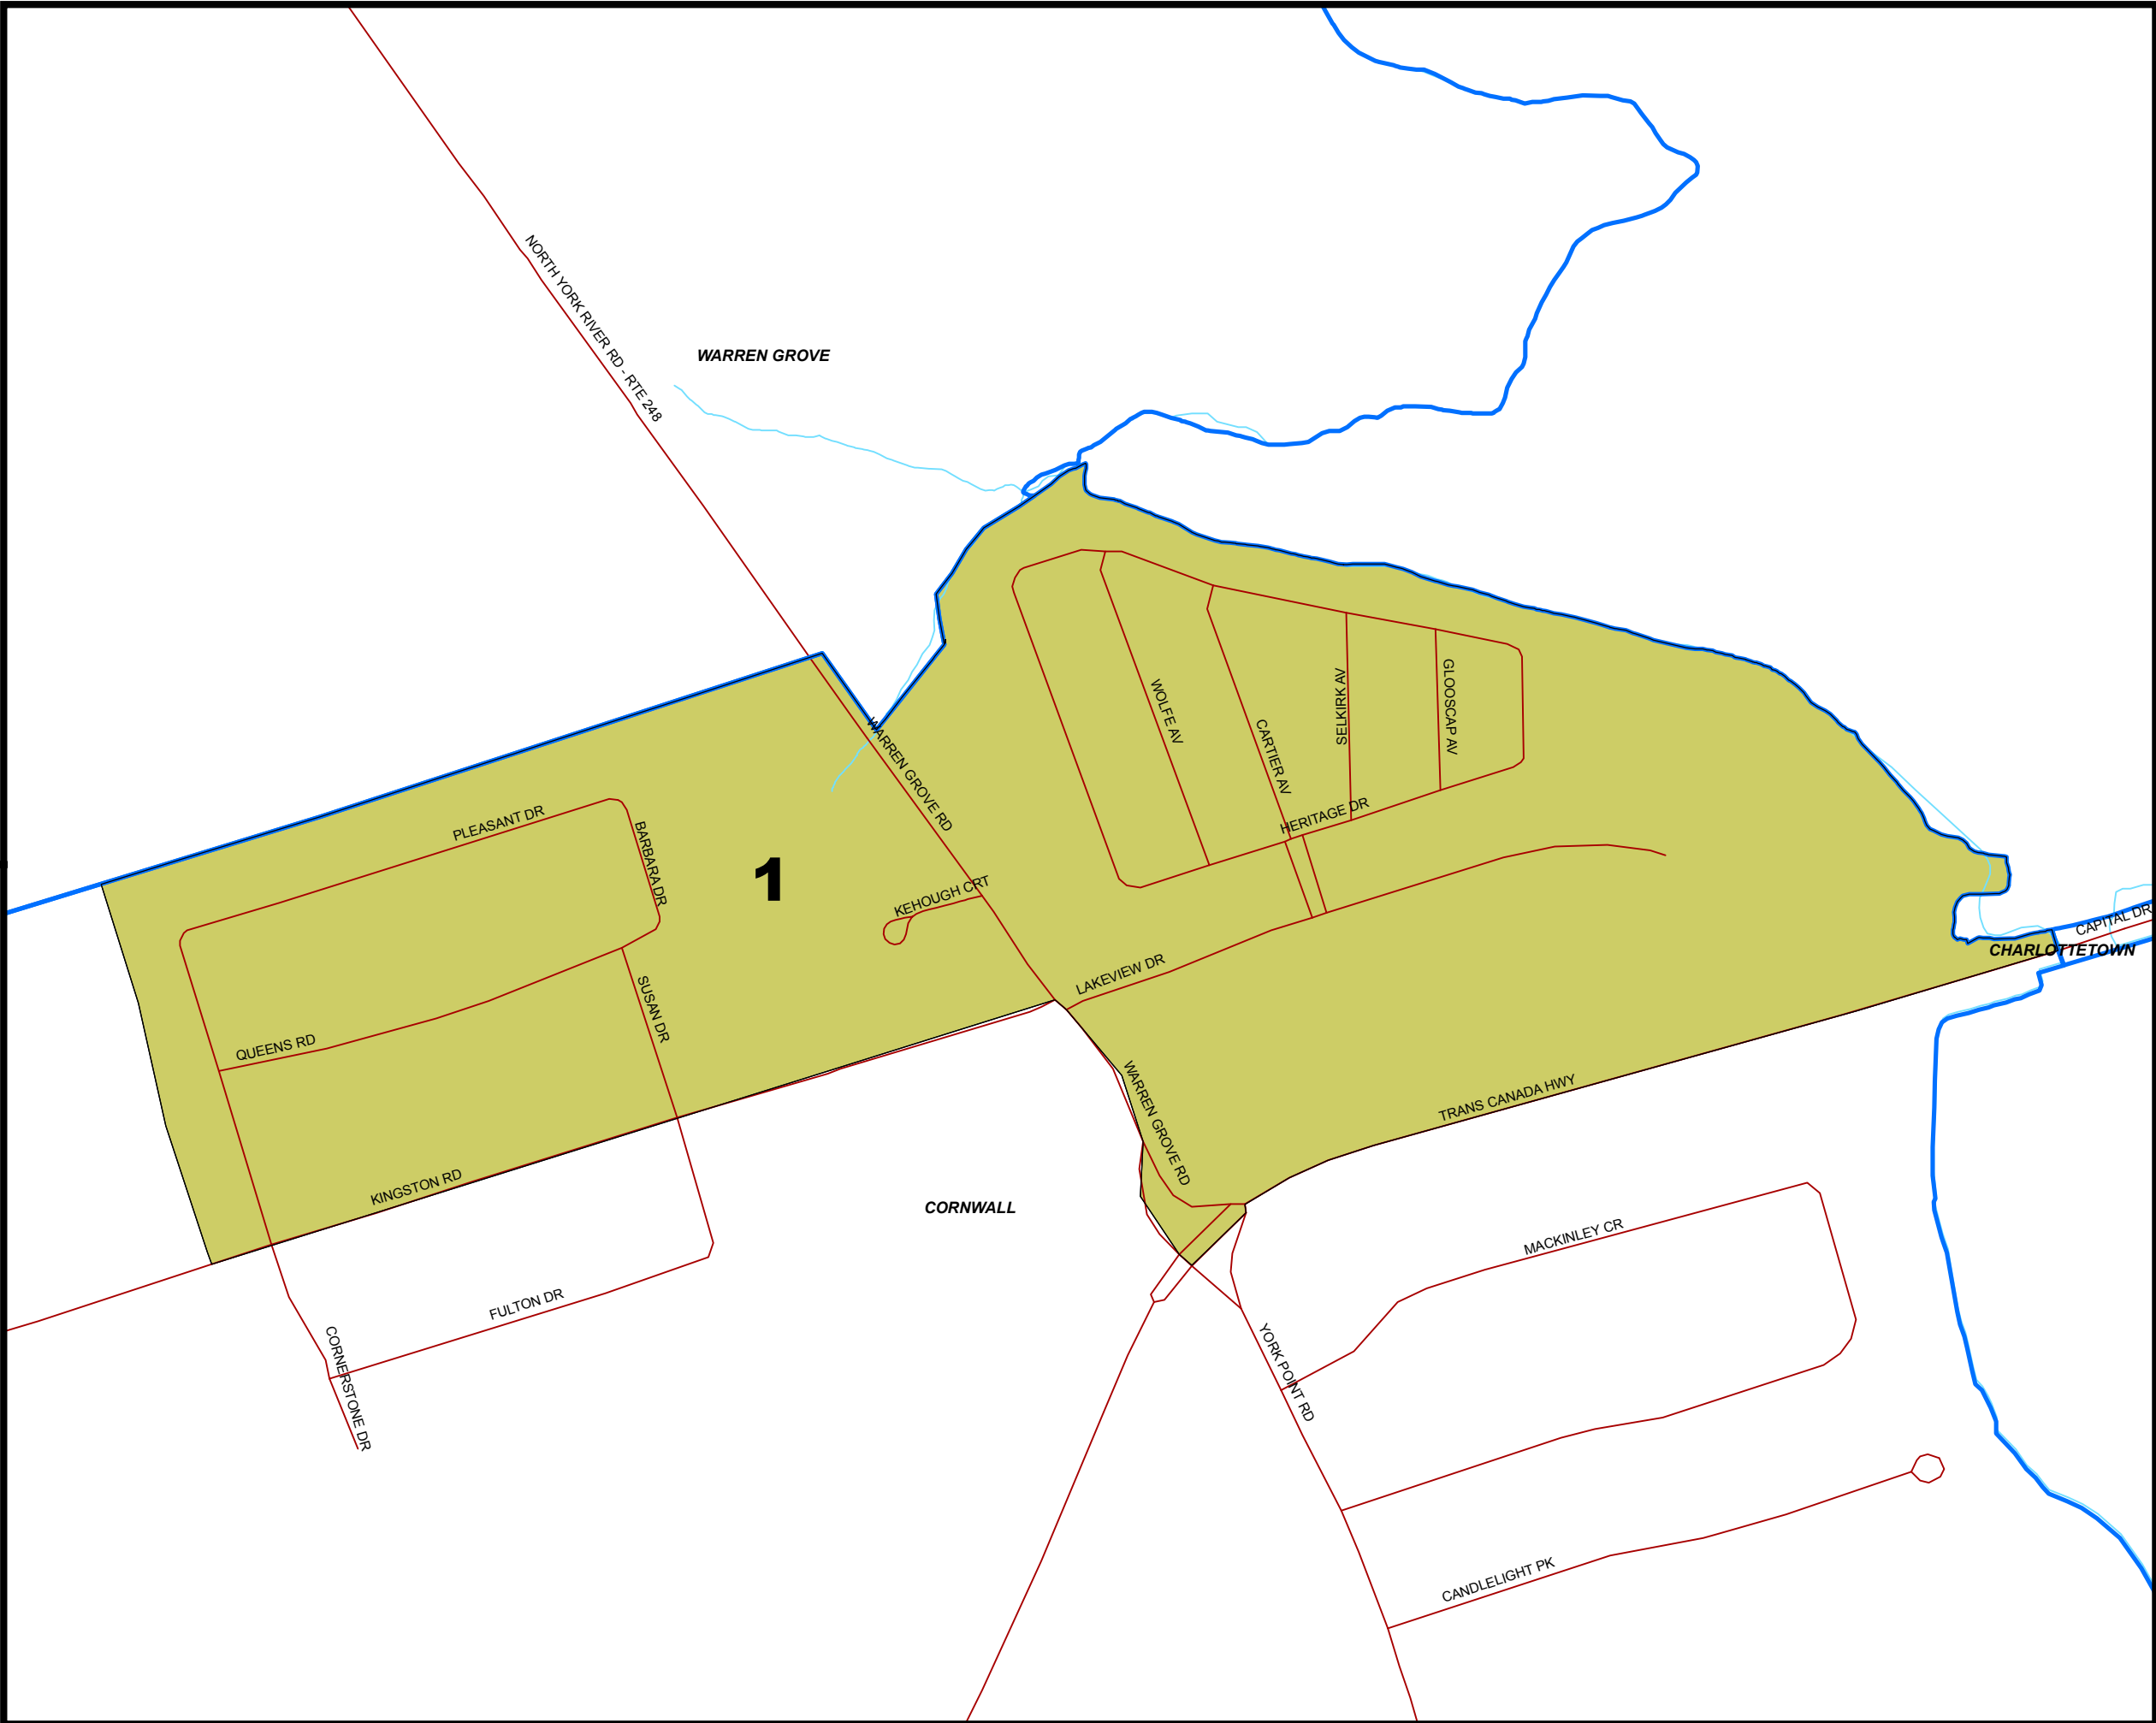 NORTH YORK RIVER RD - RTE 248
WARREN GROVE
WOLFE AV
CARTIER AV
SELKIRK AV
GLOOSCAP AV
WARREN GROVE RD
HERITAGE DR
PLEASANT DR
BARBARA DR
1
KEHOUGH CRT
LAKEVIEW DR
CAPITAL DR
CHARLOTTETOWN
SUSAN DR
QUEENS RD
WARREN GROVE RD
TRANS CANADA HWY
KINGSTON RD
CORNWALL
MACKINLEY CR
FULTON DR
CORNERSTONE DR
YORK POINT RD
CANDLELIGHT PK